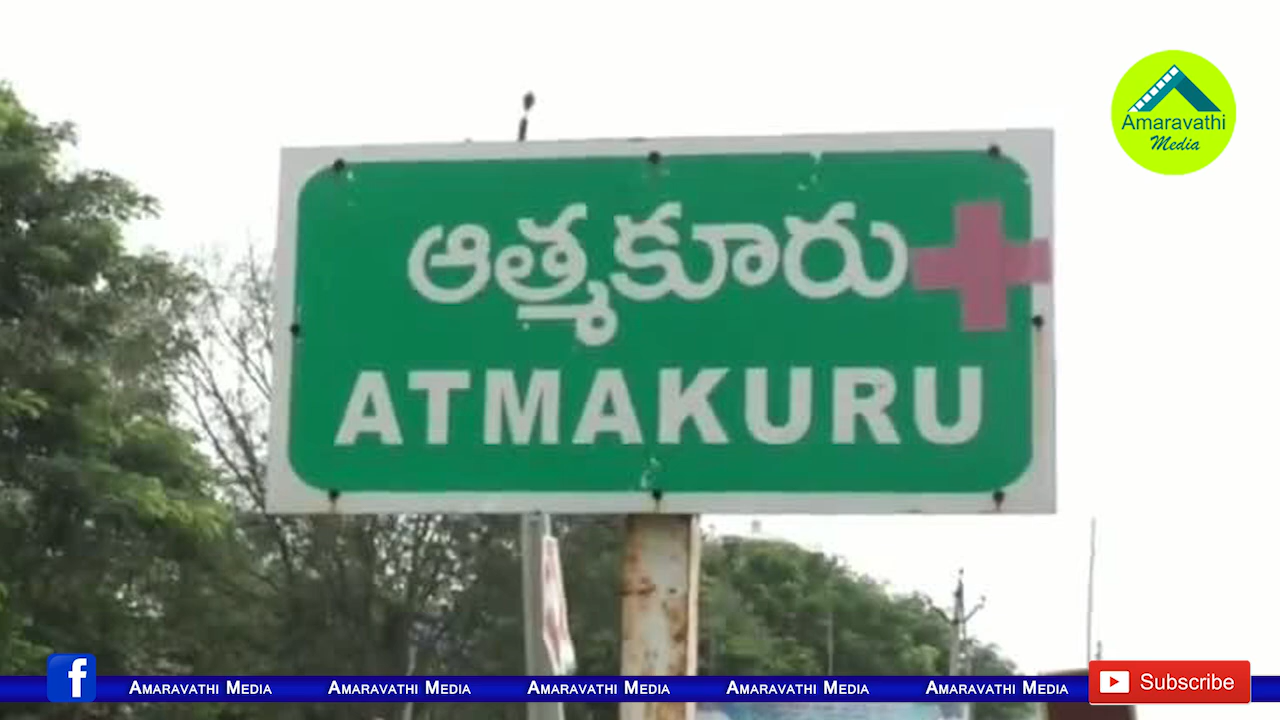 Amaravathi
Media
ఆత్మకూరు
ATMAKURU
f Amaravathi Media Amaravathi Media Amaravathi Media Amaravathi Media Amaravathi Media Subscribe